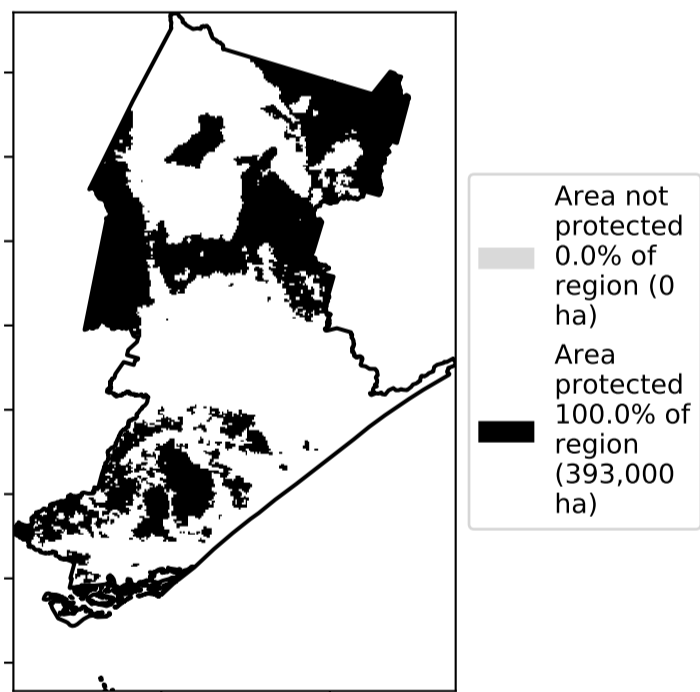 Area not
protected
0.0% of
region (0
ha)
Area
protected
100.0% of
region
(393,000
ha)